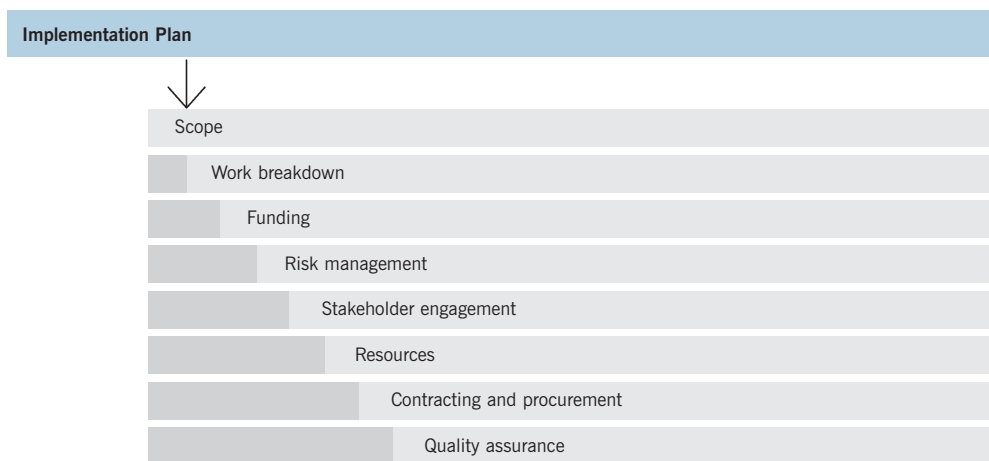 Implementation Plan
Scope
Work breakdown
Funding
Risk management
Stakeholder engagement
Resources
Contracting and procurement
Quality assurance